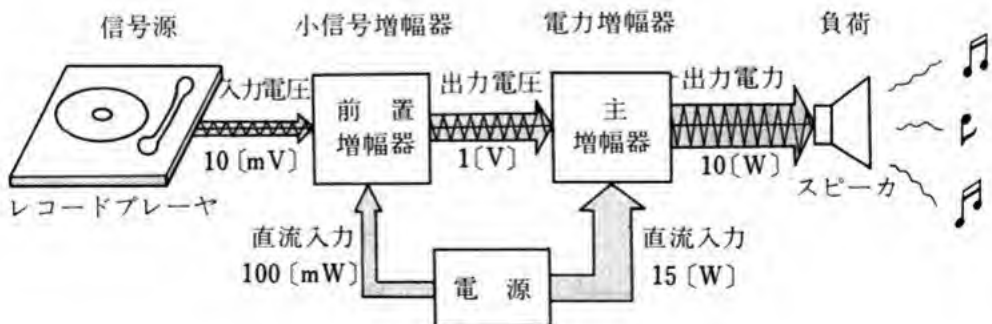 信号源
小信号増幅器
電力増幅器
負荷
入力電圧
出力電圧
出力電力
前置
増幅器
主
増幅器
10〔mV〕
1〔V〕
10〔W〕
スピーカ
レコードプレーヤ
直流入力
100〔mW〕
電源
直流入力
15〔W〕